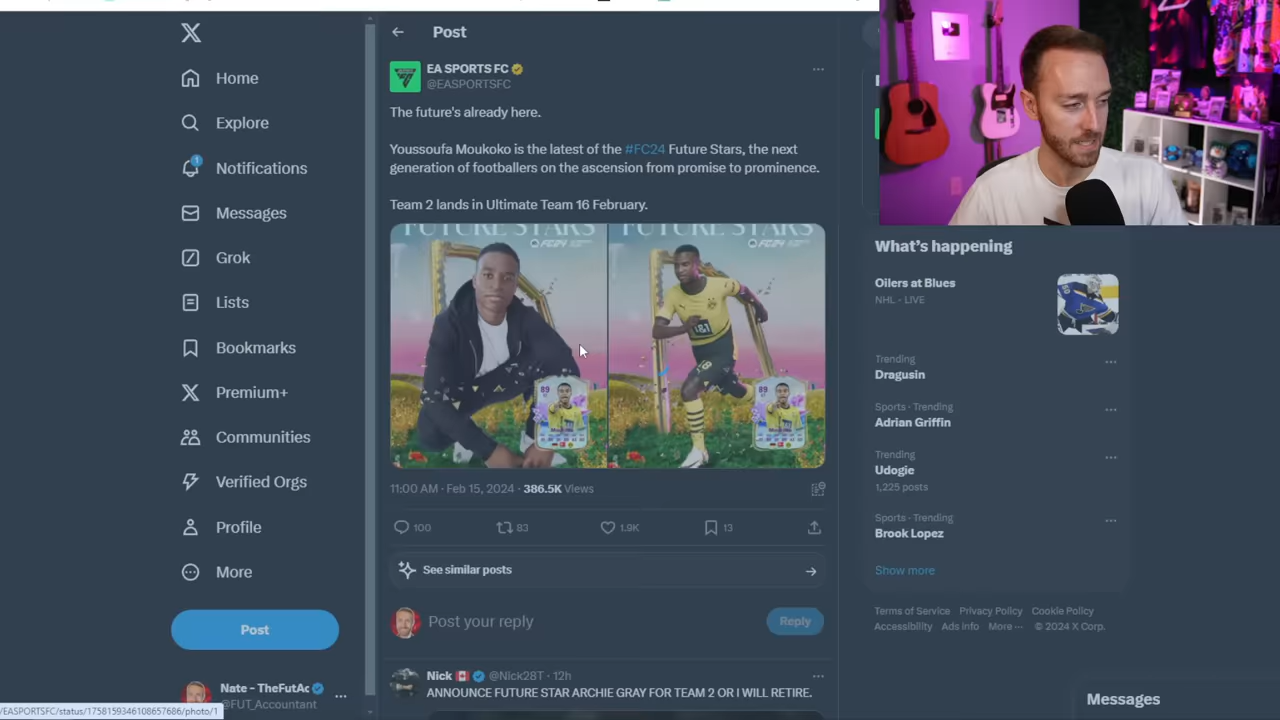 Post
EA SPORTS FC
@EASPORTSFC
The future's already here.
Youssoufa Moukoko is the latest of the #FC24 Future Stars, the next
generation of footballers on the ascension from promise to prominence.
Team 2 lands in Ultimate Team 16 February.
FUTURE STARS
FC24
89
FUTURE STARS
FC24
89
11:00 AM · Feb 15, 2024 · 386.5K Views
100
83
1.9K
13
See similar posts
Post your reply
Reply
Nick @NIck28T · 12h
ANNOUNCE FUTURE STAR ARCHIE GRAY FOR TEAM 2 OR I WILL RETIRE.
Home
Explore
1
Notifications
Messages
Grok
Lists
Bookmarks
Premium+
Communities
Verified Orgs
Profile
More
Post
Nate - TheFutAc
@FUT_Accountant
/EASPORTSFC/status/1758159346108657686/photo/1
What's happening
Oilers at Blues
NHL - LIVE
Trending
Dragusin
Sports · Trending
Adrian Griffin
Trending
Udogie
1,225 posts
Sports · Trending
Brook Lopez
Show more
Terms of Service Privacy Policy Cookie Policy
Accessibility Ads info More ··· © 2024 X Corp.
Messages